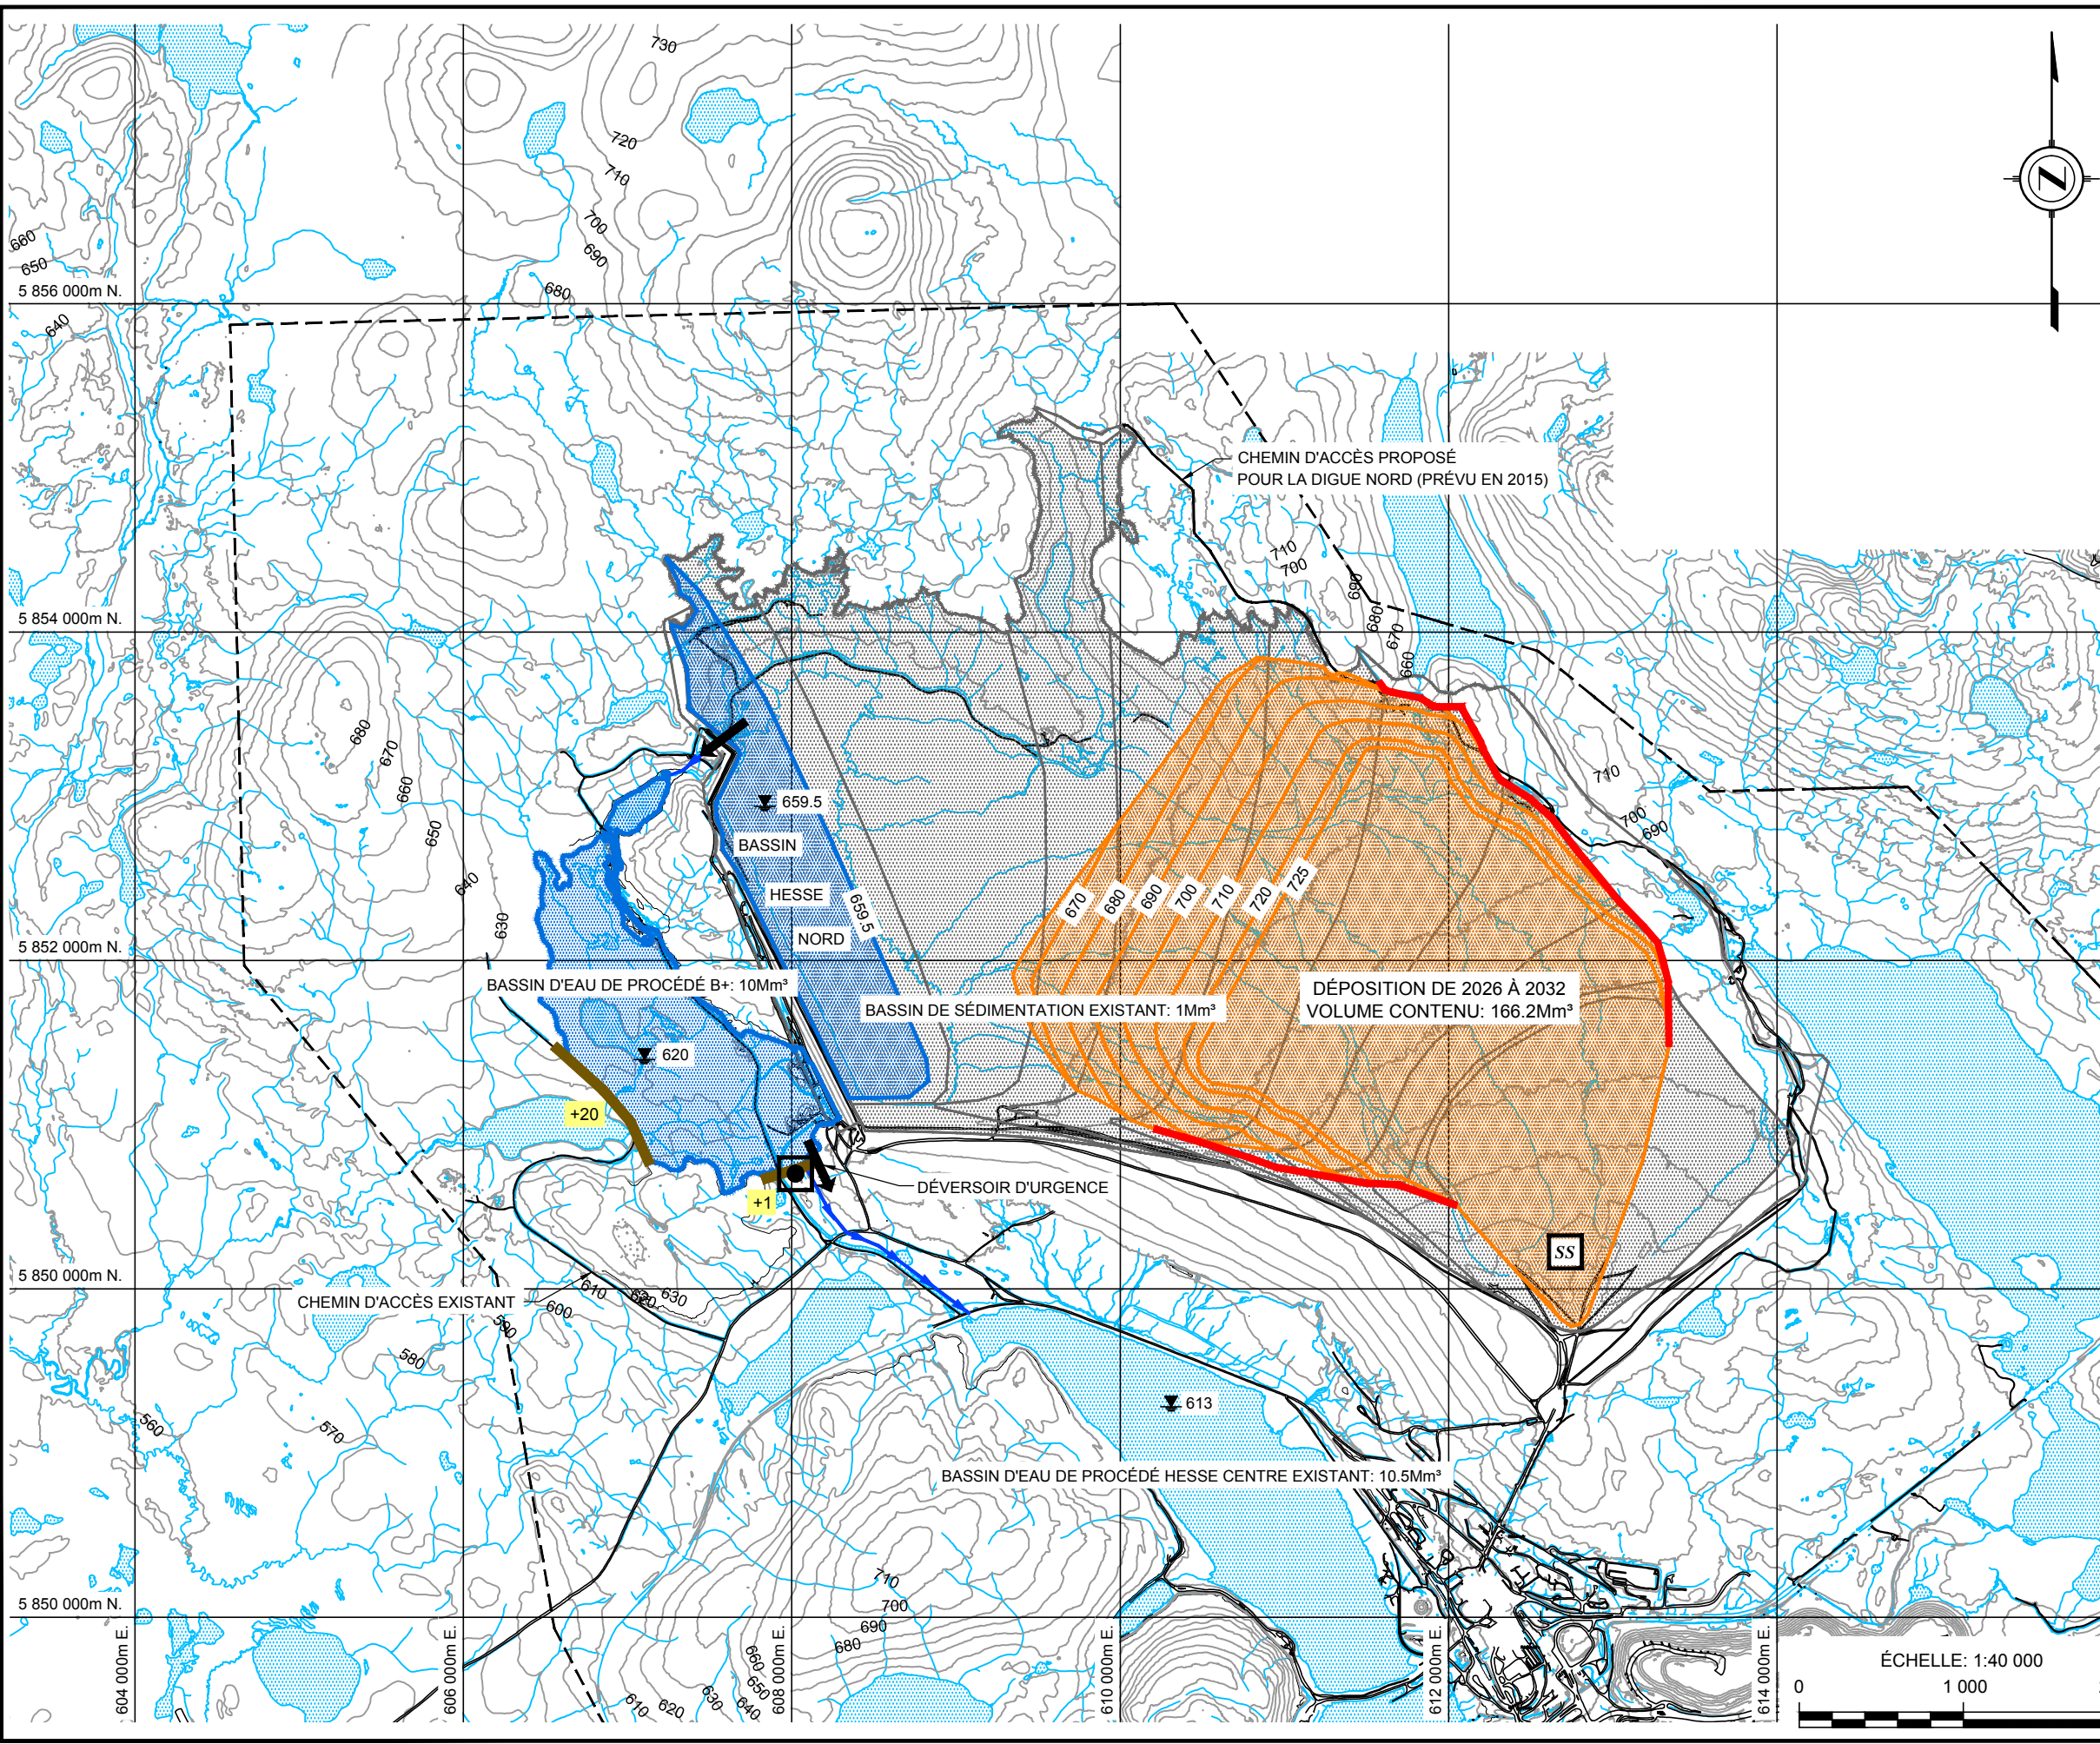 730
720
710
700
690
680
660
650
5 856 000m N.
640
CHEMIN D'ACCÈS PROPOSÉ
POUR LA DIGUE NORD (PRÉVU EN 2015)
710
700
690
680
670
660
5 854 000m N.
680
670
660
650
640
630
659.5
BASSIN
HESSE
NORD
659.5
710
700
690
670
680
690
700
710
720
725
5 852 000m N.
BASSIN D'EAU DE PROCÉDÉ B+: 10Mm³
BASSIN DE SÉDIMENTATION EXISTANT: 1Mm³
DÉPOSITION DE 2026 À 2032
VOLUME CONTENU: 166.2Mm³
620
+20
+1
DÉVERSOIR D'URGENCE
SS
5 850 000m N.
CHEMIN D'ACCÈS EXISTANT
610
620
630
600
590
580
570
560
613
BASSIN D'EAU DE PROCÉDÉ HESSE CENTRE EXISTANT: 10.5Mm³
710
700
690
680
660
650
640
630
620
610
5 850 000m N.
604 000m E.
606 000m E.
608 000m E.
610 000m E.
612 000m E.
614 000m E.
ÉCHELLE: 1:40 000
0
1 000
N